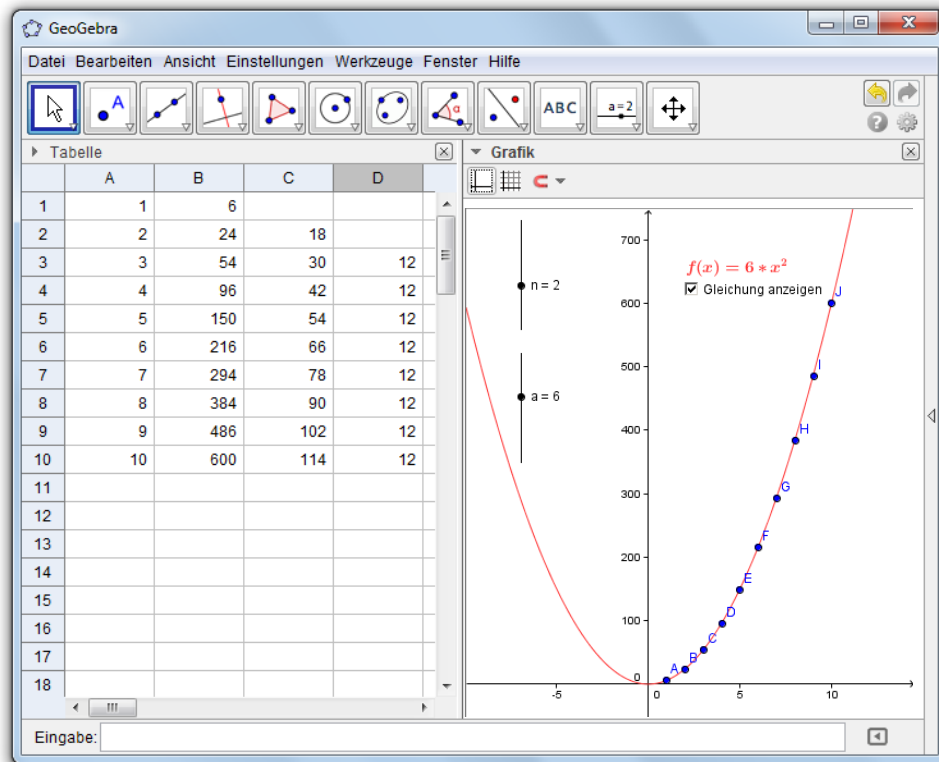 GeoGebra
Datei Bearbeiten Ansicht Einstellungen Werkzeuge Fenster Hilfe
A α ABC a=2
Tabelle
A B C D
1 1 6
2 2 24 18
3 3 54 30 12
4 4 96 42 12
5 5 150 54 12
6 6 216 66 12
7 7 294 78 12
8 8 384 90 12
9 9 486 102 12
10 10 600 114 12
11
12
13
14
15
16
17
18
Grafik
700
600
500
400
300
200
100
0
-5 0 5 10
n = 2
a = 6
f(x) = 6 * x²
Gleichung anzeigen
J
I
H
G
F
E
D
C
B
A
Eingabe: